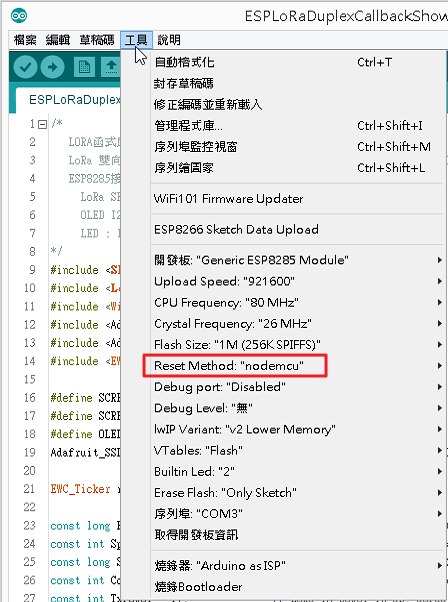 ESPLoRaDuplexCallbackShow
檔案 編輯 草稿碼 工具 說明
ESPLoRaDuplex
自動格式化 Ctrl+T
封存草稿碼
修正編碼並重新載入
管理程式庫... Ctrl+Shift+I
序列埠監控視窗 Ctrl+Shift+M
序列繪圖家 Ctrl+Shift+L
WiFi101 Firmware Updater
ESP8266 Sketch Data Upload
開發板: "Generic ESP8285 Module"
Upload Speed: "921600"
CPU Frequency: "80 MHz"
Crystal Frequency: "26 MHz"
Flash Size: "1M (256K SPIFFS)"
Reset Method: "nodemcu"
Debug port: "Disabled"
Debug Level: "無"
lwIP Variant: "v2 Lower Memory"
VTables: "Flash"
Builtin Led: "2"
Erase Flash: "Only Sketch"
序列埠: "COM3"
取得開發板資訊
燒錄器: "Arduino as ISP"
燒錄Bootloader
1 /*
2 LORA函式
3 LoRa 雙向
4 ESP8285接
5 LoRa S
6 OLED I2
7 LED :
8 */
9 #include <S
10 #include <L
11 #include <Wi
12 #include <Ad
13 #include <Ad
14 #include <EW
15
16 #define SCRE
17 #define SCRE
18 #define OLED
19 Adafruit_SS
20
21 EWC_Ticker
22
23 const long
24 const int Sp
25 const long
26 const int Co
27 const int